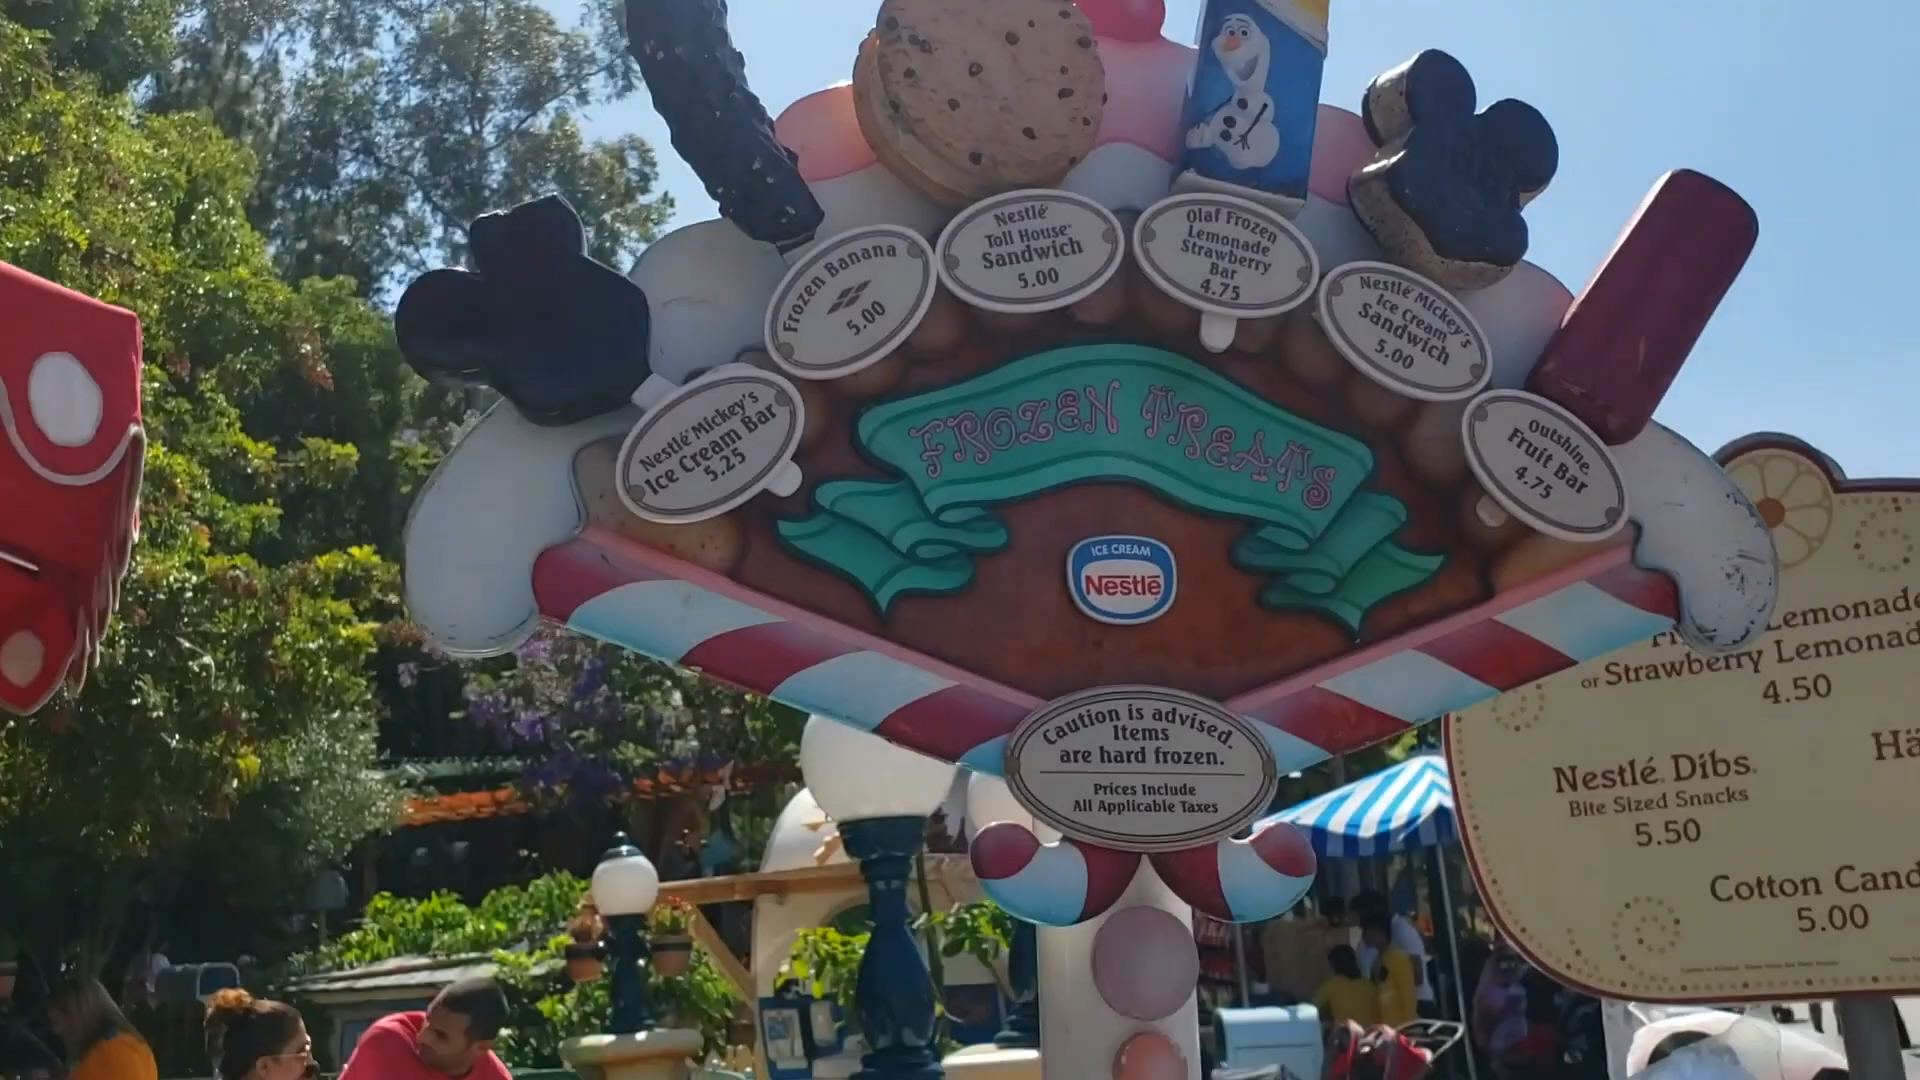 Nestlé Mickey's
Ice Cream Bar
5.25
Frozen Banana
5.00
Nestlé
Toll House
Sandwich
5.00
Olaf Frozen
Lemonade
Strawberry
Bar
4.75
Nestlé Mickey's
Ice Cream
Sandwich
5.00
Outshine
Fruit Bar
4.75
FROZEN TREATS
ICE CREAM
Nestlé
Caution is advised.
Items
are hard frozen.
Prices Include
All Applicable Taxes
Lemonade
or Strawberry Lemonad
4.50
Nestlé Dibs
Bite Sized Snacks
5.50
Hä
Cotton Cand
5.00